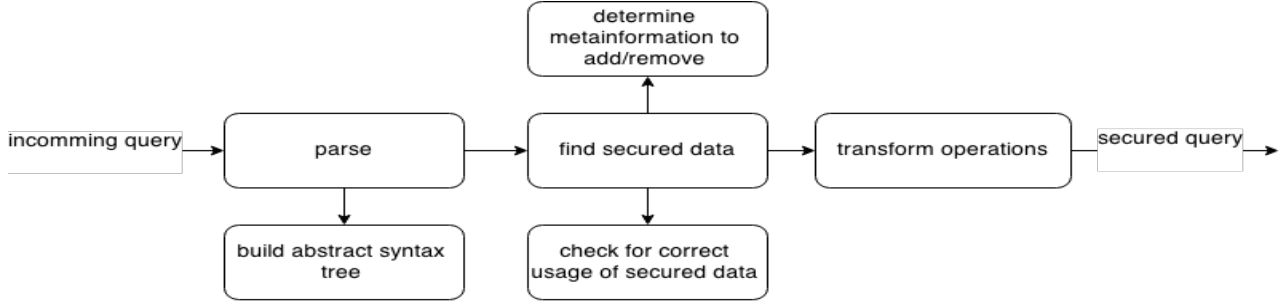 determine
metainformation to
add/remove
incomming query
parse
find secured data
transform operations
secured query
build abstract syntax
tree
check for correct
usage of secured data